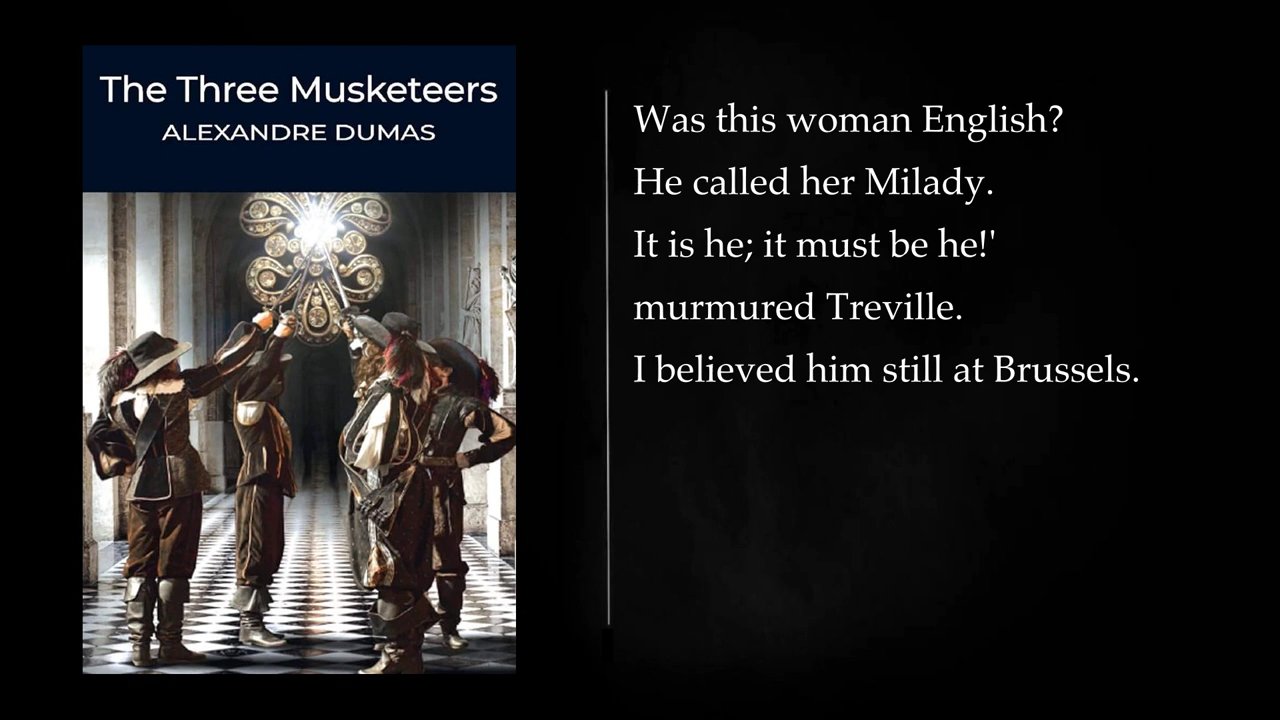 The Three Musketeers
ALEXANDRE DUMAS
Was this woman English?
He called her Milady.
It is he; it must be he!'
murmured Treville.
I believed him still at Brussels.